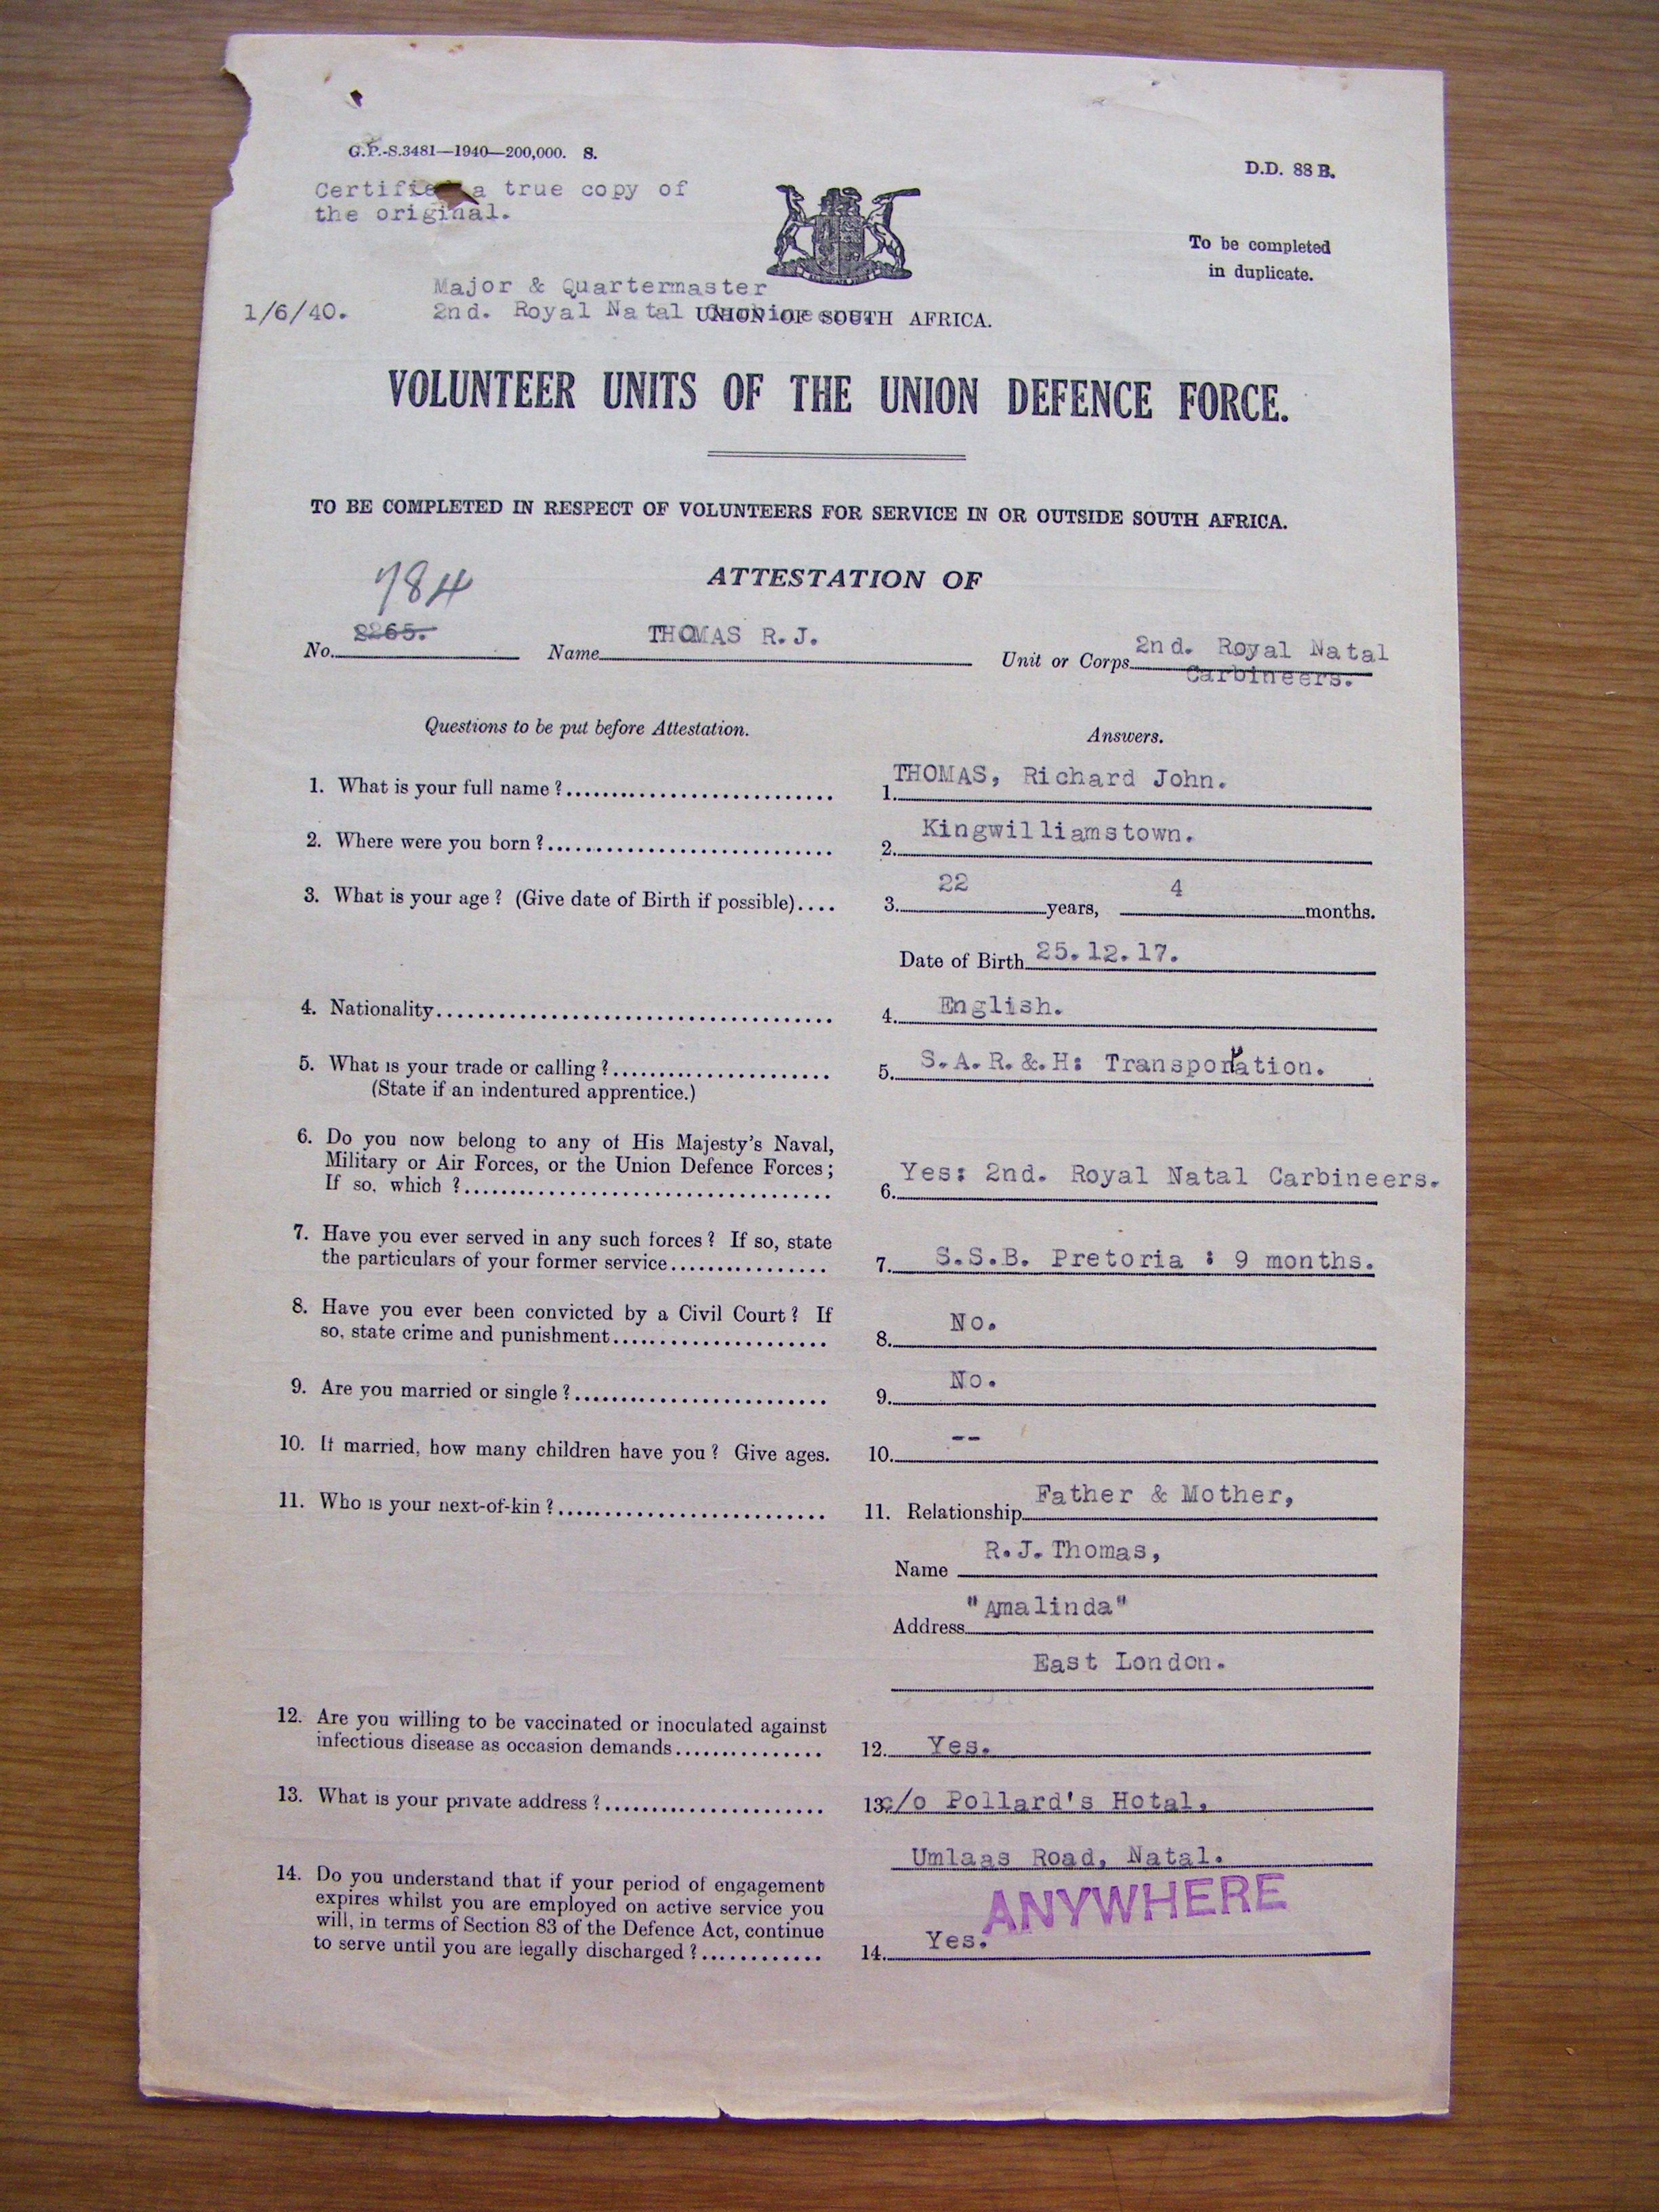 G.P.-S.3481—1940—200,000. S.
D.D. 88 B.
Certified a true copy of
the original.
To be completed
in duplicate.
Major & Quartermaster
1/6/40.
2nd. Royal Natal Carbineers.
UNION OF SOUTH AFRICA.
VOLUNTEER UNITS OF THE UNION DEFENCE FORCE.
TO BE COMPLETED IN RESPECT OF VOLUNTEERS FOR SERVICE IN OR OUTSIDE SOUTH AFRICA.
ATTESTATION OF
784
No. 2265. Name THOMAS R.J. Unit or Corps 2nd. Royal Natal
Carbineers.
Questions to be put before Attestation. Answers.
1. What is your full name ? 1. THOMAS, Richard John.
2. Where were you born ? 2. Kingwilliamstown.
3. What is your age ? (Give date of Birth if possible) 3. 22 years, 4 months.
Date of Birth 25.12.17.
4. Nationality 4. English.
5. What is your trade or calling ? 5. S.A.R.&.H: Transportation.
(State if an indentured apprentice.)
6. Do you now belong to any of His Majesty's Naval,
Military or Air Forces, or the Union Defence Forces ;
If so, which ? 6. Yes: 2nd. Royal Natal Carbineers.
7. Have you ever served in any such forces ? If so, state
the particulars of your former service 7. S.S.B. Pretoria : 9 months.
8. Have you ever been convicted by a Civil Court ? If
so, state crime and punishment 8. No.
9. Are you married or single ? 9. No.
10. If married, how many children have you ? Give ages. 10. --
11. Who is your next-of-kin ? 11. Relationship Father & Mother,
Name R.J. Thomas,
Address "Amalinda"
East London.
12. Are you willing to be vaccinated or inoculated against
infectious disease as occasion demands 12. Yes.
13. What is your private address ? 13. c/o Pollard's Hotal,
Umlaas Road, Natal.
14. Do you understand that if your period of engagement
expires whilst you are employed on active service you
will, in terms of Section 83 of the Defence Act, continue
to serve until you are legally discharged ? 14. Yes.
ANYWHERE